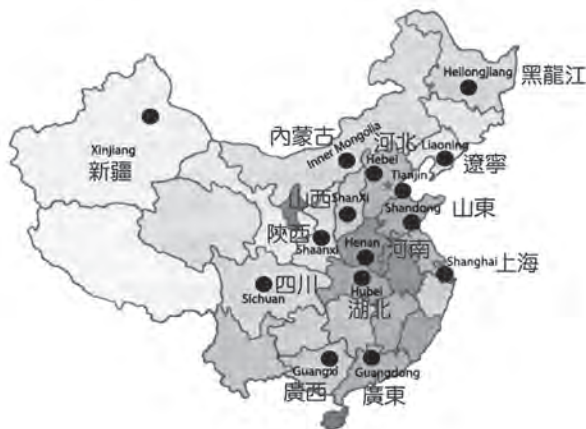 Heilongjiang
黑龍江
內蒙古
Inner Mongolia
河北
Hebei
Liaoning
遼寧
Xinjiang
新疆
Tianjin
山西
ShanXi
Shandong
山東
陝西
Shaanxi
Henan
河南
Shanghai
上海
四川
Sichuan
Hubei
湖北
Guangxi
廣西
Guangdong
廣東